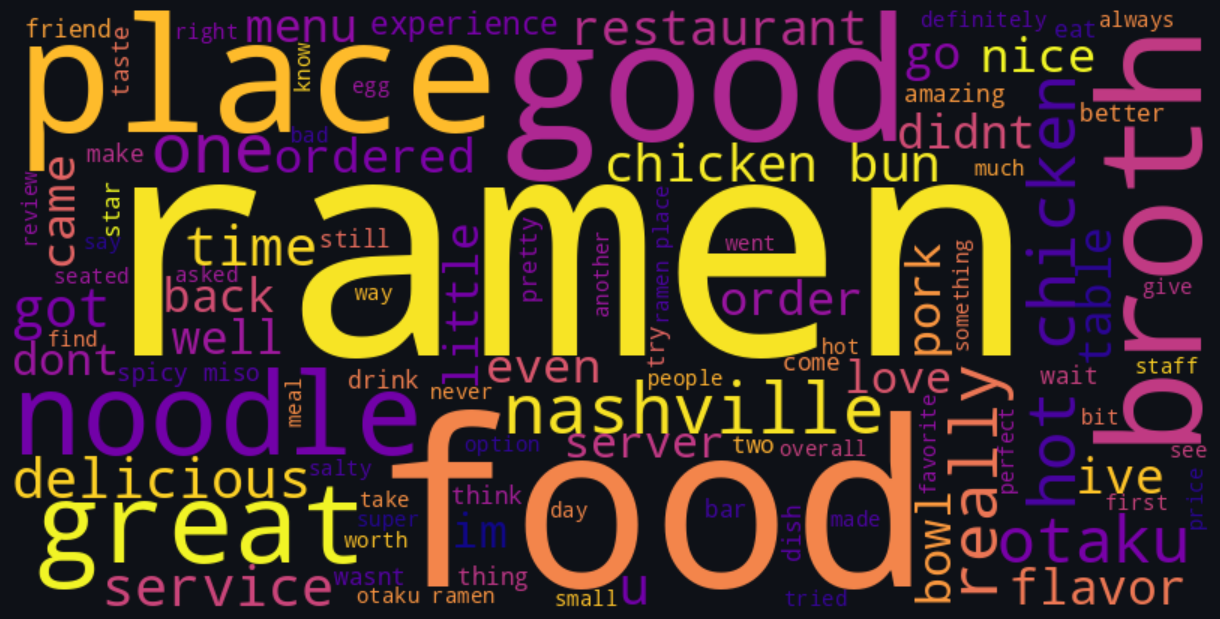 friend
right
menu
experience
restaurant
definitely
eat
always
place
taste
know
egg
good
go
nice
amazing
better
broth
make
one
bad
ordered
chicken bun
didnt
much
hot chicken
review
came
star
say
ramen
time
still
little
pretty
another
ramen place
went
pork
something
table
seated
asked
back
way
order
give
got
find
well
dont
spicy miso
try
hot
come
even
people
love
wait
staff
meal
drink
never
noodle
nashville
favorite
really
perfect
bit
option
server
two
overall
see
delicious
salty
food
ive
first
price
great
take
super
worth
think
im
day
bar
dish
made
bowl
otaku
service
wasnt
otaku ramen
thing
small
u
tried
flavor